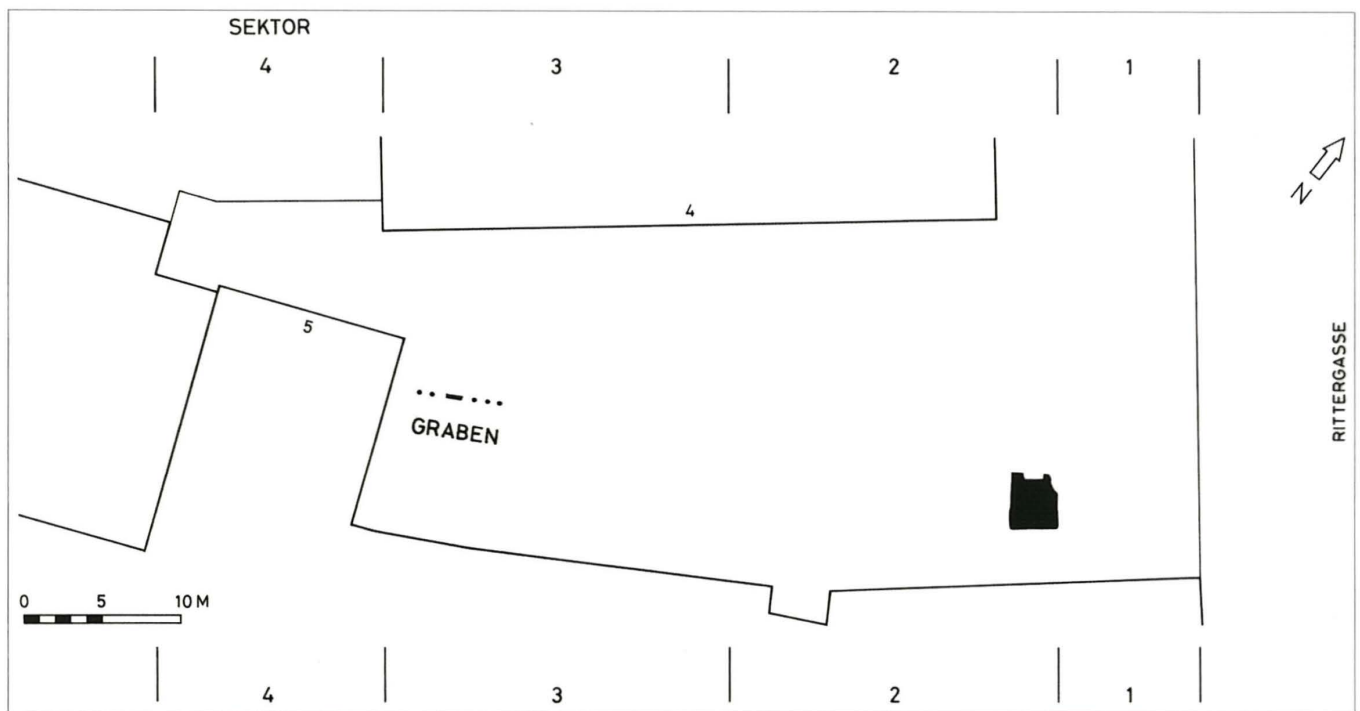 SEKTOR
4 3 2 1
N
4
5
RITTERGASSE
GRABEN
0 5 10 M
4 3 2 1